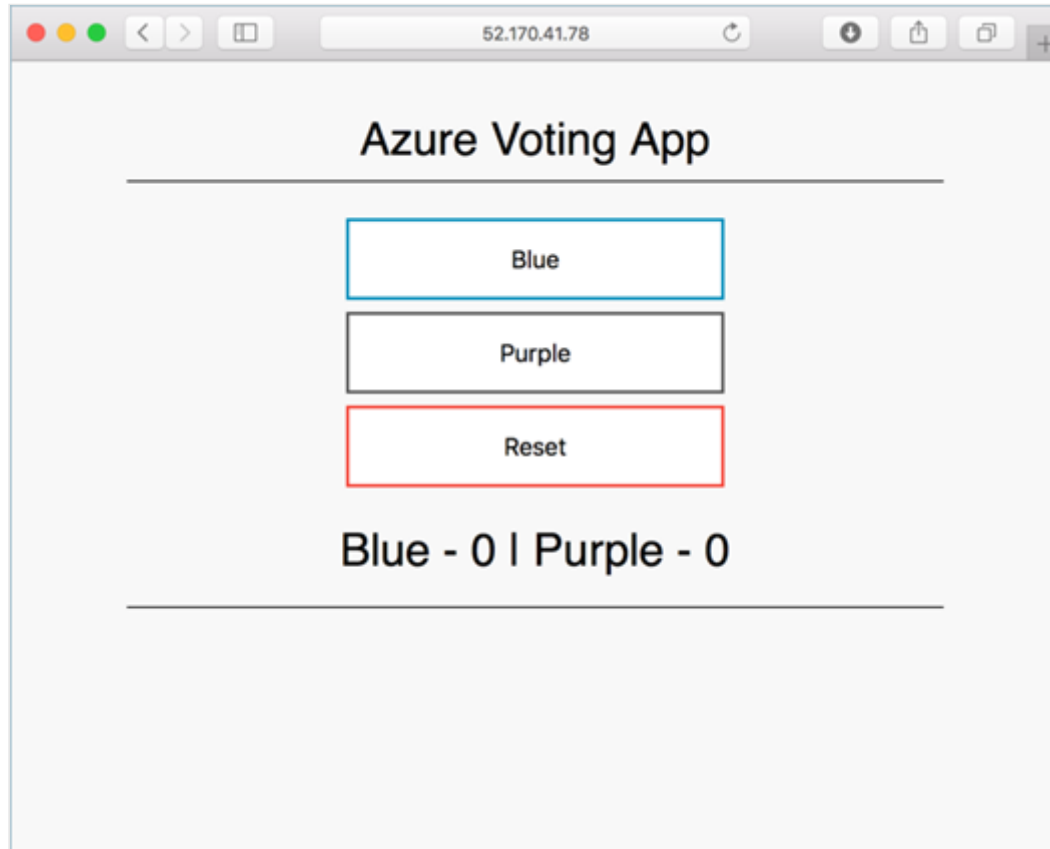 52.170.41.78
Azure Voting App
Blue
Purple
Reset
Blue - 0 | Purple - 0